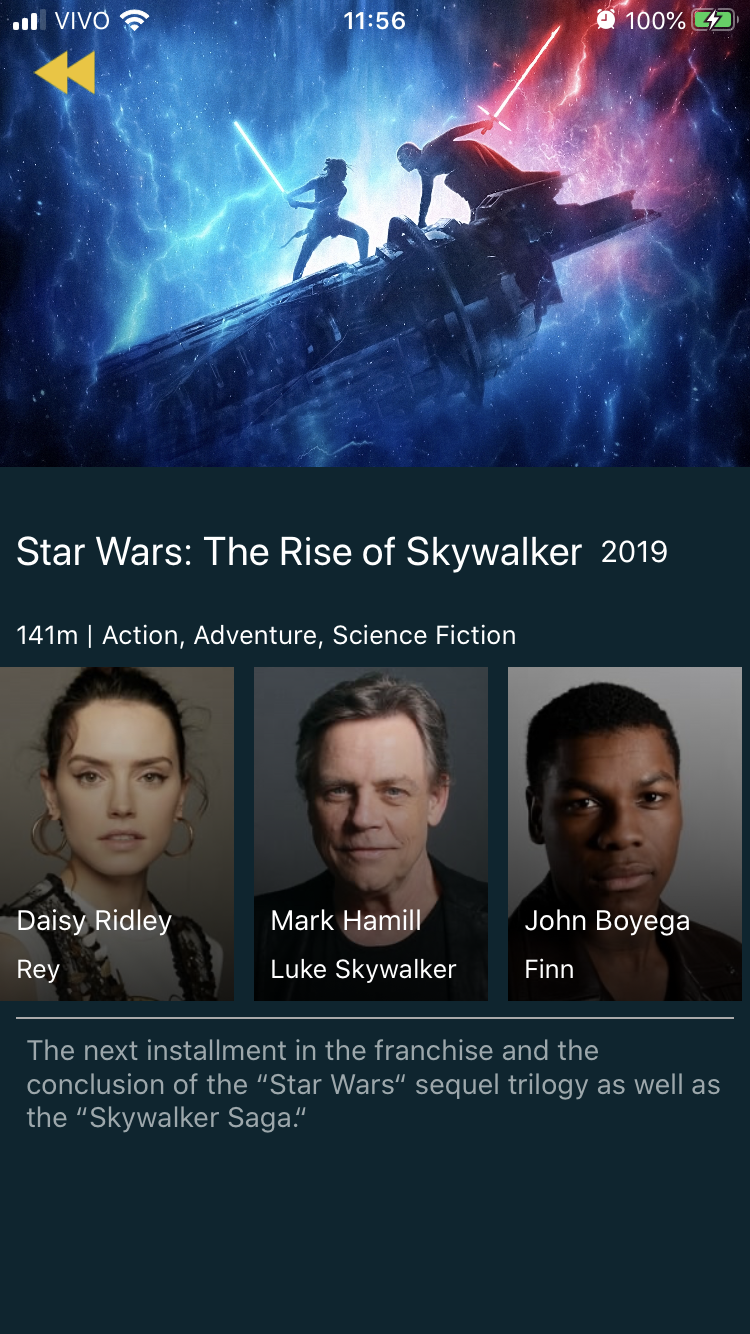 VIVO 11:56 100%
Star Wars: The Rise of Skywalker 2019
141m | Action, Adventure, Science Fiction
Daisy Ridley
Rey
Mark Hamill
Luke Skywalker
John Boyega
Finn
The next installment in the franchise and the
conclusion of the “Star Wars“ sequel trilogy as well as
the “Skywalker Saga.“